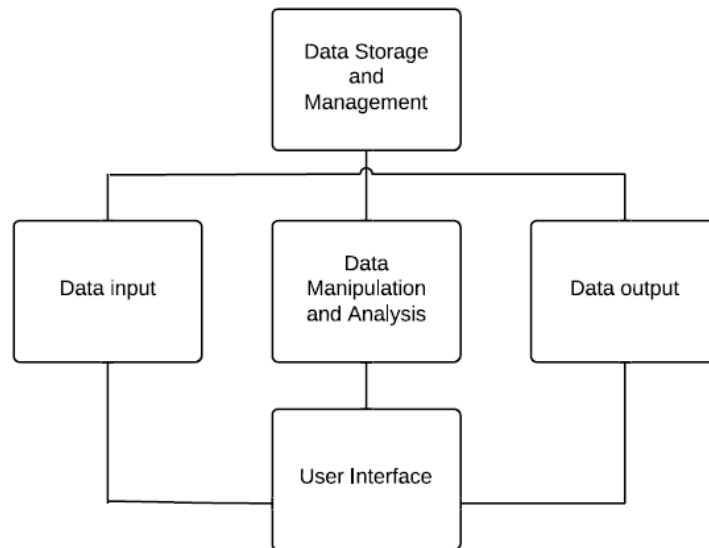 Data Storage
and
Management
Data input
Data
Manipulation
and Analysis
Data output
User Interface